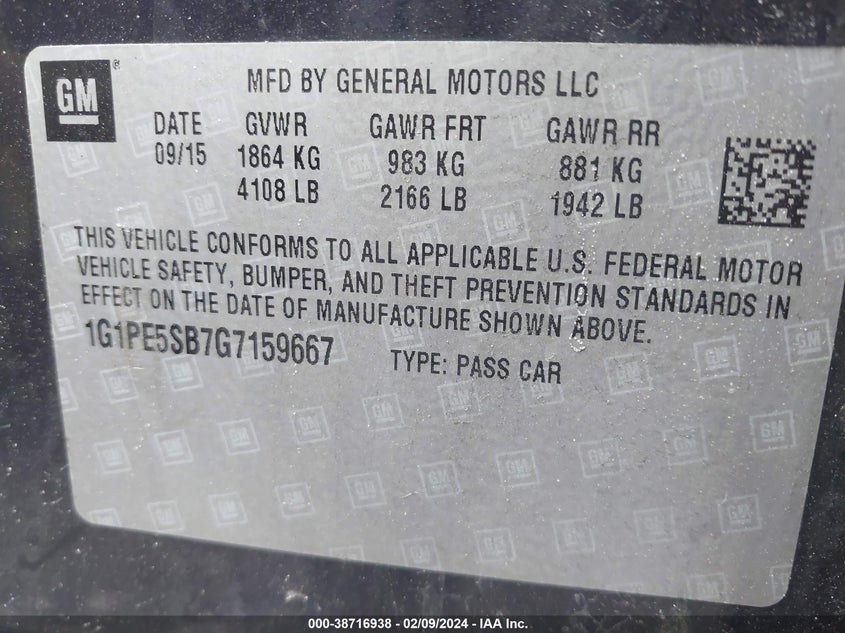 GM
MFD BY GENERAL MOTORS LLC
DATE GVWR GAWR FRT GAWR RR
09/15 1864 KG 983 KG 881 KG
4108 LB 2166 LB 1942 LB
THIS VEHICLE CONFORMS TO ALL APPLICABLE U.S. FEDERAL MOTOR
VEHICLE SAFETY, BUMPER, AND THEFT PREVENTION STANDARDS IN
EFFECT ON THE DATE OF MANUFACTURE SHOWN ABOVE.
1G1PE5SB7G7159667 TYPE: PASS CAR
000-38716938 - 02/09/2024 - IAA Inc.